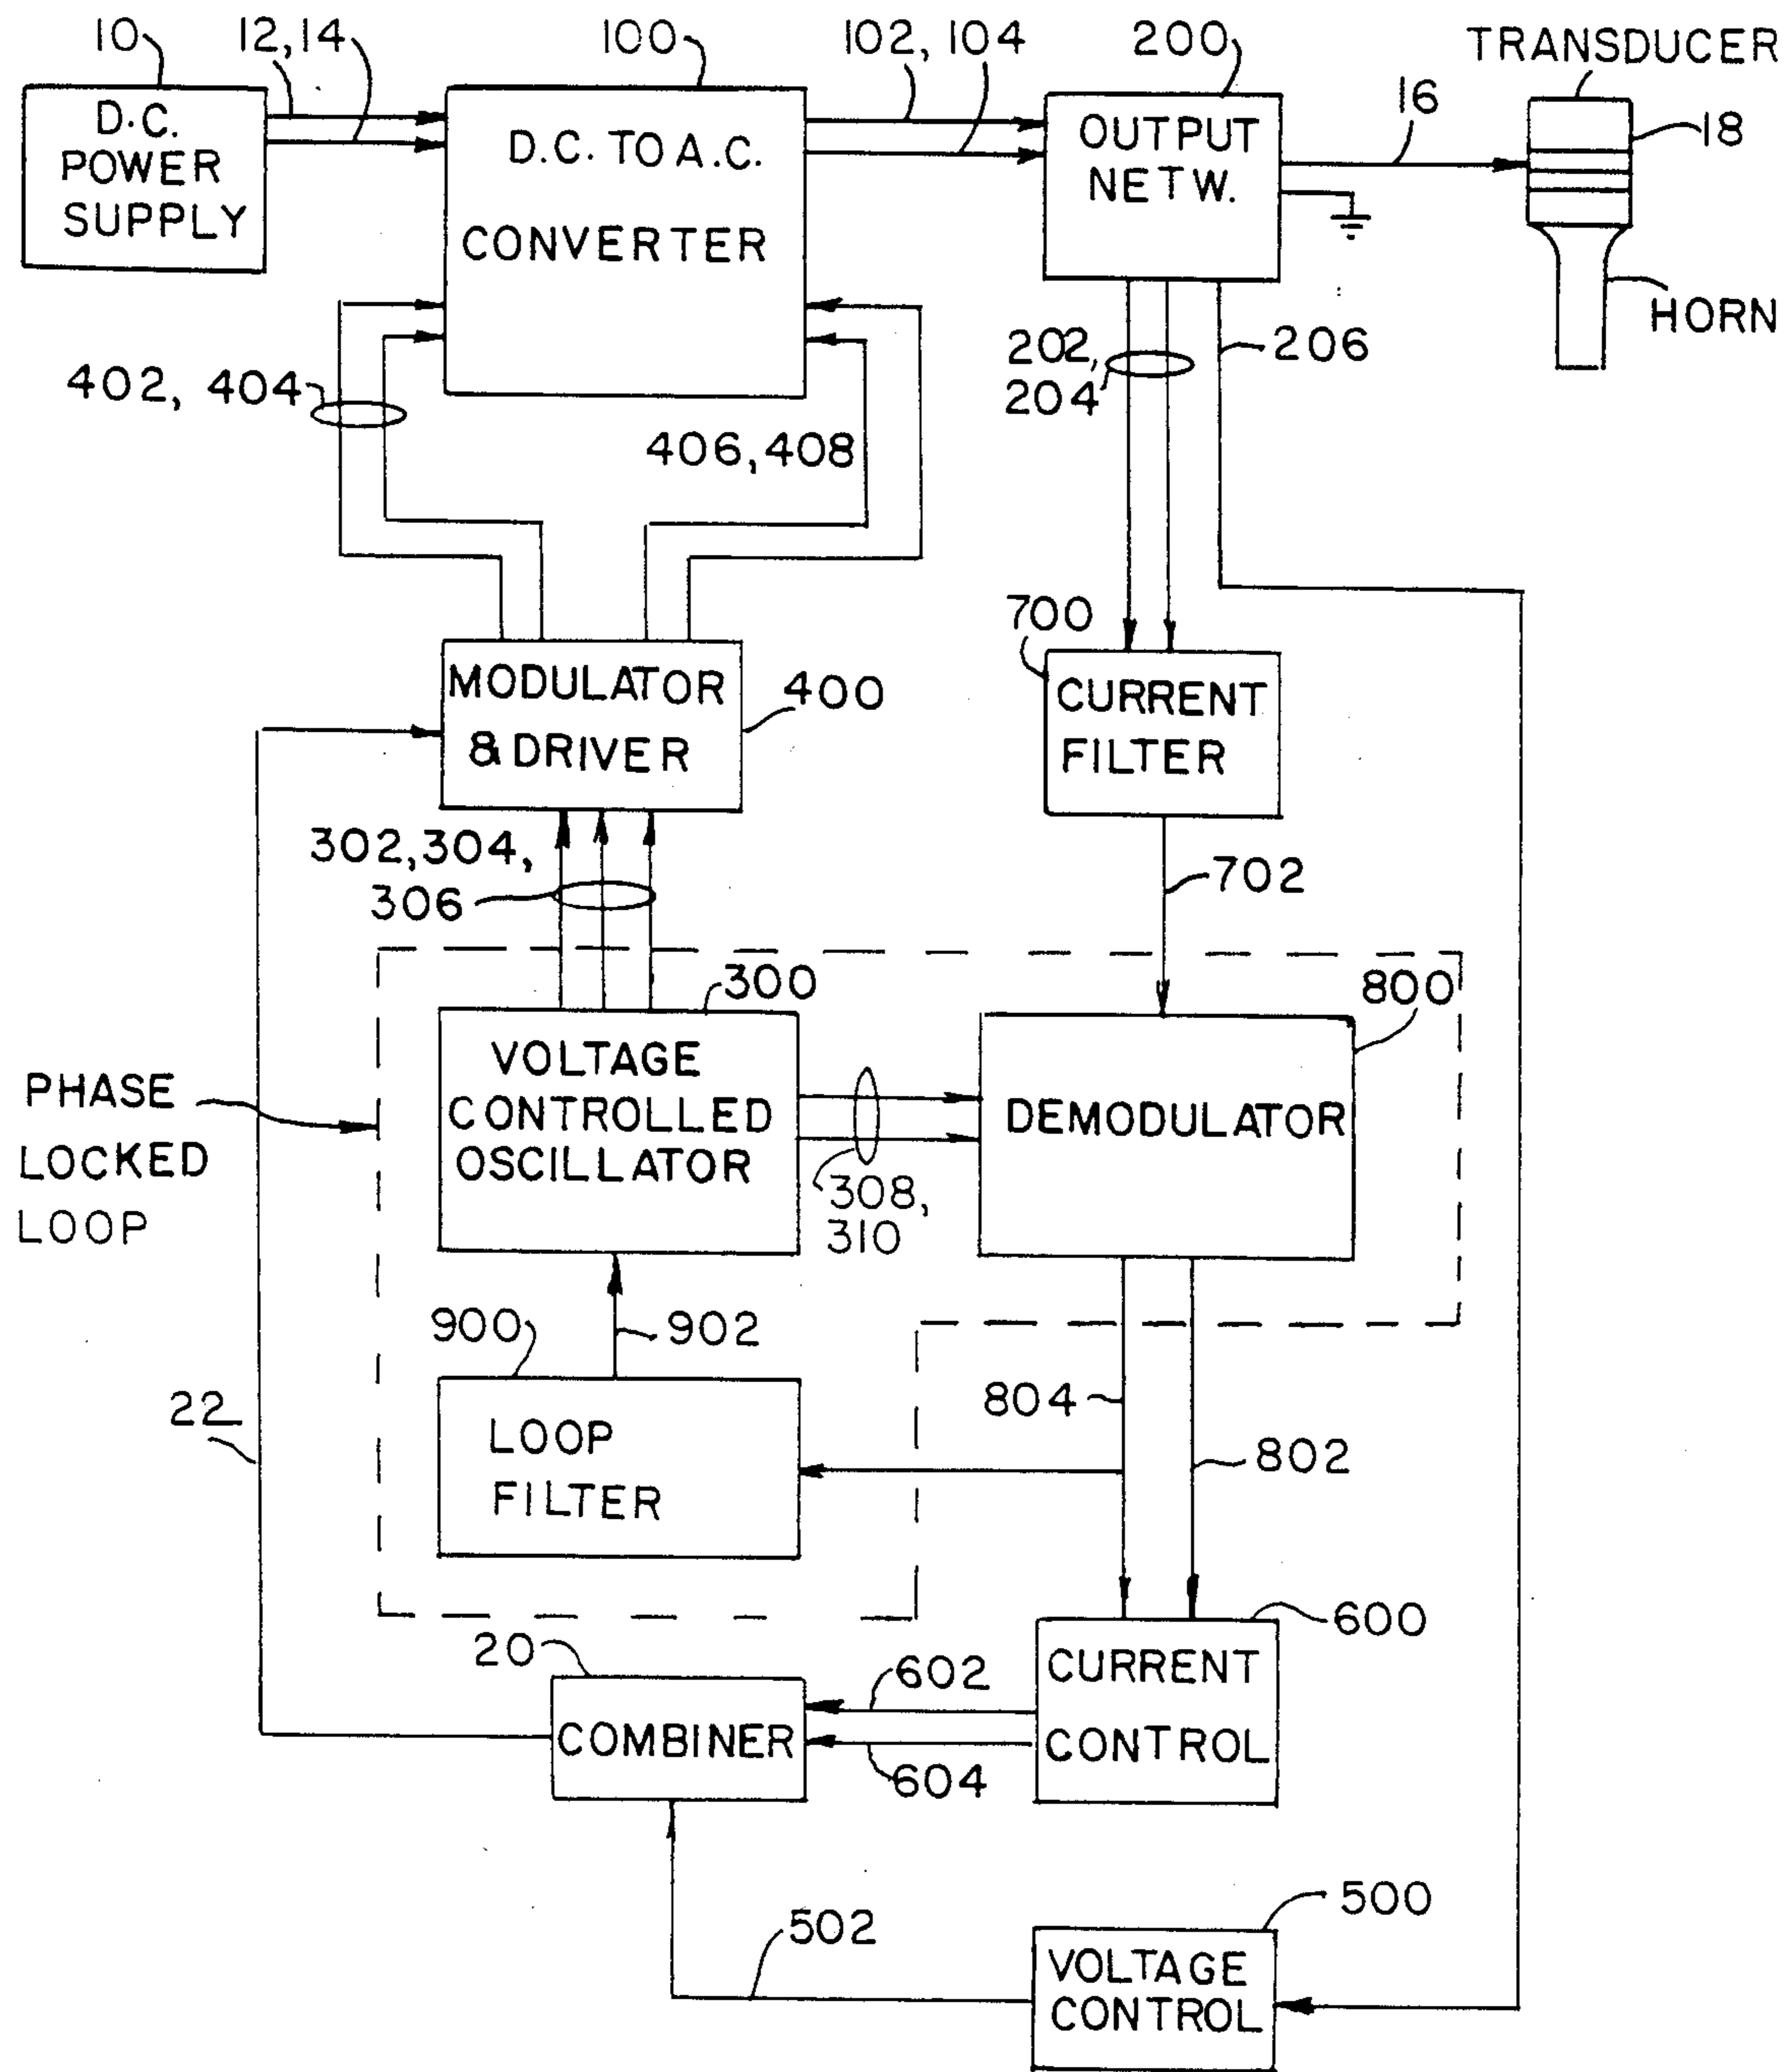 10
12,14
100
102, 104
200
TRANSDUCER
16
18
D.C.
POWER
SUPPLY
D.C. TO A.C.
CONVERTER
OUTPUT
NETW.
HORN
402, 404
406,408
202,
204
206
MODULATOR
& DRIVER
400
700
CURRENT
FILTER
302,304,
306
702
300
800
PHASE
LOCKED
LOOP
VOLTAGE
CONTROLLED
OSCILLATOR
308,
310
DEMODULATOR
900
902
804
802
22
LOOP
FILTER
20
602
604
600
COMBINER
CURRENT
CONTROL
502
500
VOLTAGE
CONTROL